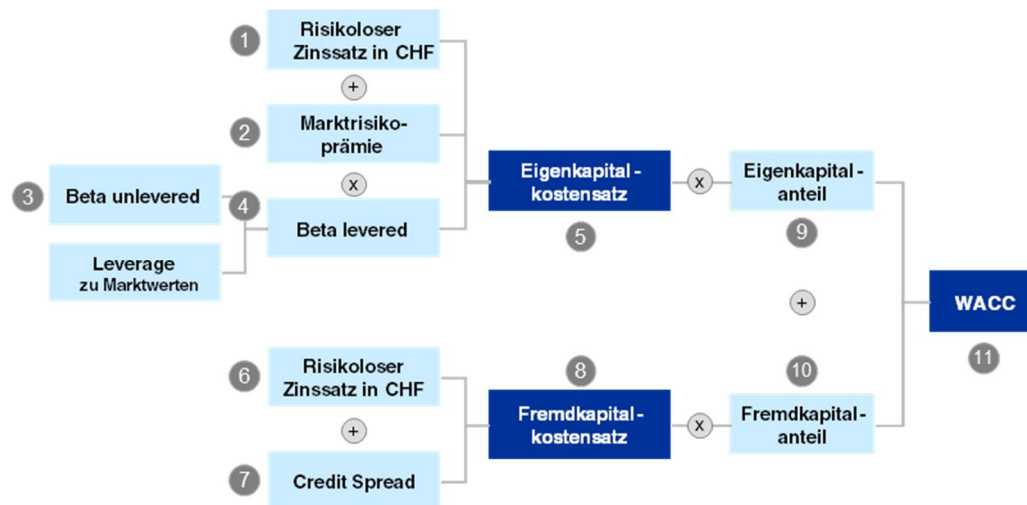 1
Risikoloser
Zinssatz in CHF
+
2
Marktrisiko-
prämie
x
3
Beta unlevered
4
Beta levered
Leverage
zu Marktwerten
Eigenkapital-
kostensatz
5
x
Eigenkapital-
anteil
9
+
WACC
11
6
Risikoloser
Zinssatz in CHF
+
7
Credit Spread
8
Fremdkapital-
kostensatz
x
10
Fremdkapital-
anteil